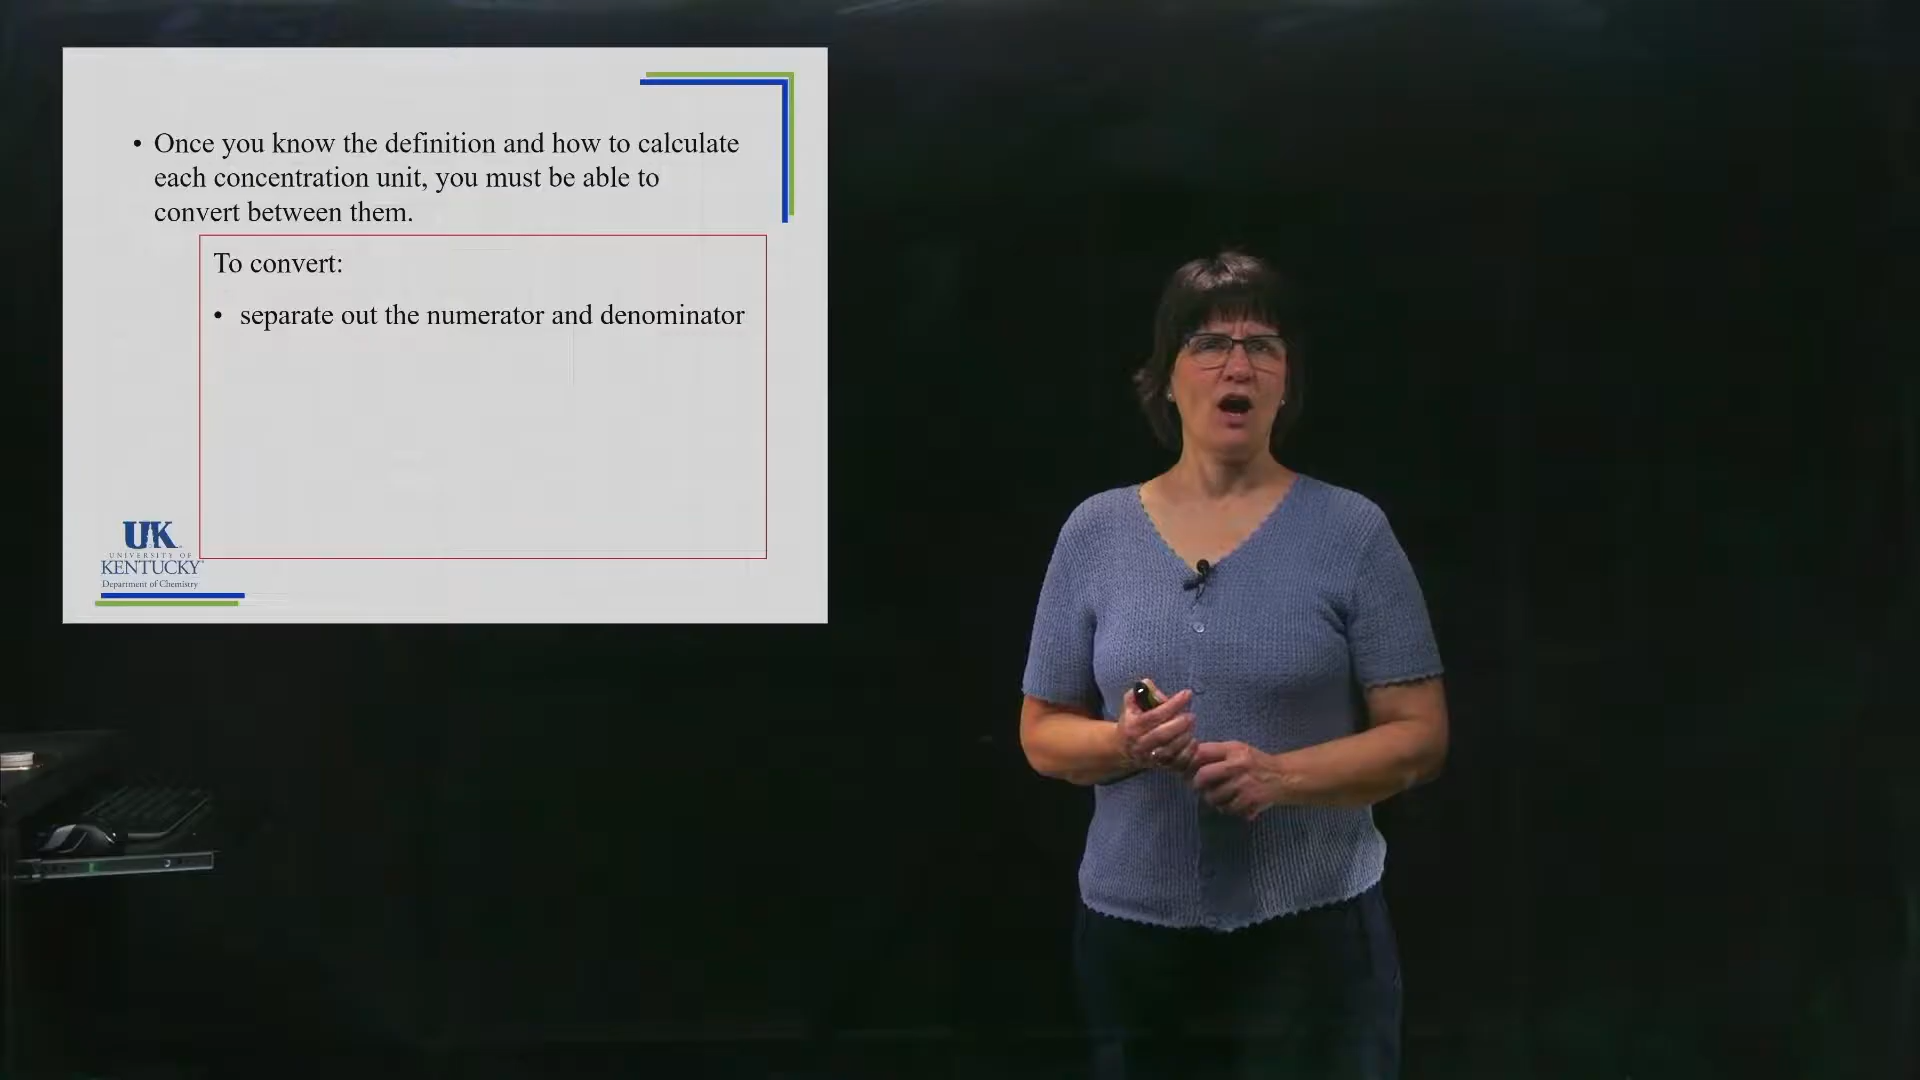 • Once you know the definition and how to calculate
each concentration unit, you must be able to
convert between them.
To convert:
• separate out the numerator and denominator
UK
UNIVERSITY OF
KENTUCKY
Department of Chemistry